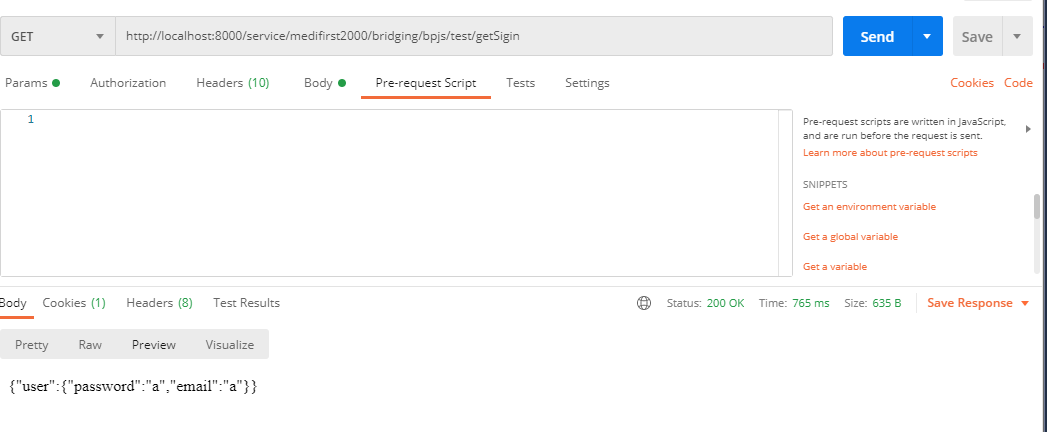 GET http://localhost:8000/service/medifirst2000/bridging/bpjs/test/getSigin Send Save
Params Authorization Headers (10) Body Pre-request Script Tests Settings Cookies Code
1
Pre-request scripts are written in JavaScript,
and are run before the request is sent.
Learn more about pre-request scripts
SNIPPETS
Get an environment variable
Get a global variable
Get a variable
Body Cookies (1) Headers (8) Test Results Status: 200 OK Time: 765 ms Size: 635 B Save Response
Pretty Raw Preview Visualize
{"user":{"password":"a","email":"a"}}